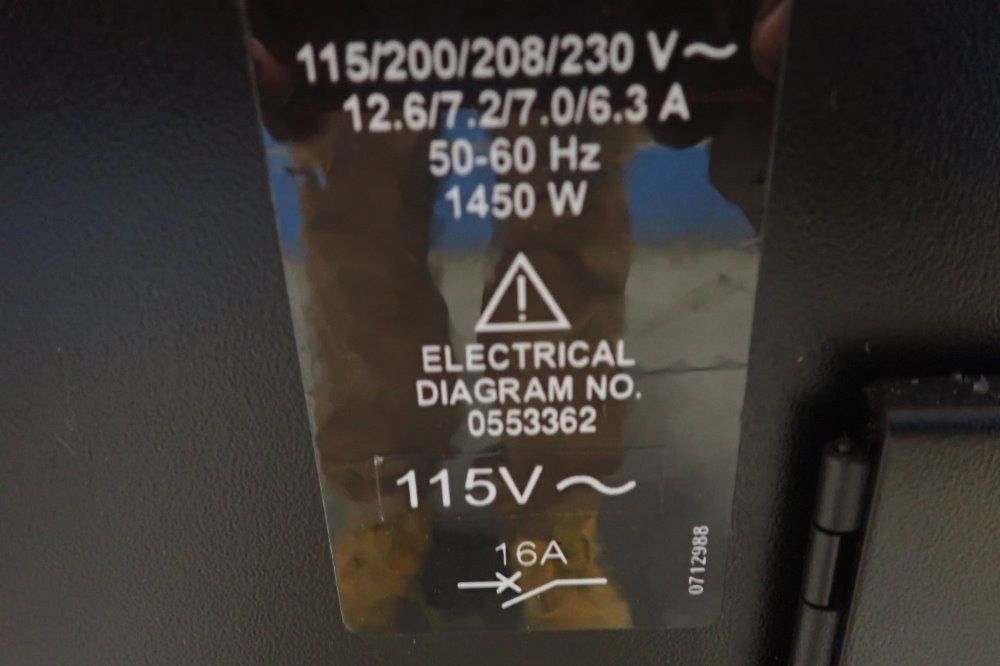 115/200/208/230 V~
12.6/7.2/7.0/6.3 A
50-60 Hz
1450 W
!
ELECTRICAL
DIAGRAM NO.
0553362
115V~
16A
0712988